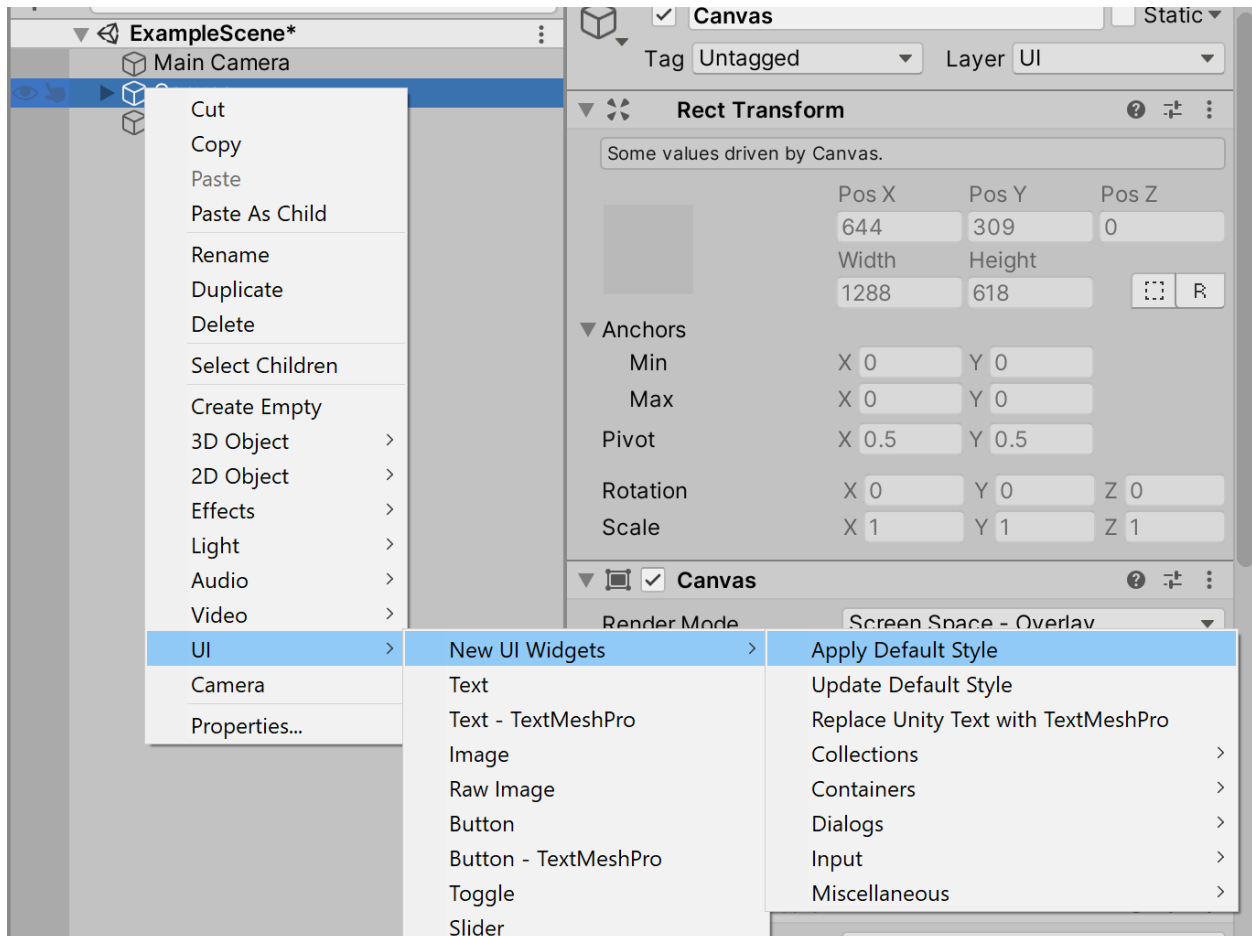 ExampleScene*
Main Camera
Cut
Copy
Paste
Paste As Child
Rename
Duplicate
Delete
Select Children
Create Empty
3D Object
2D Object
Effects
Light
Audio
Video
UI
Camera
Properties...
New UI Widgets
Text
Text - TextMeshPro
Image
Raw Image
Button
Button - TextMeshPro
Toggle
Slider
Apply Default Style
Update Default Style
Replace Unity Text with TextMeshPro
Collections
Containers
Dialogs
Input
Miscellaneous
Canvas Static
Tag Untagged Layer UI
Rect Transform
Some values driven by Canvas.
Pos X Pos Y Pos Z
644 309 0
Width Height
1288 618 R
Anchors
Min X 0 Y 0
Max X 0 Y 0
Pivot X 0.5 Y 0.5
Rotation X 0 Y 0 Z 0
Scale X 1 Y 1 Z 1
Canvas
Render Mode Screen Space - Overlay